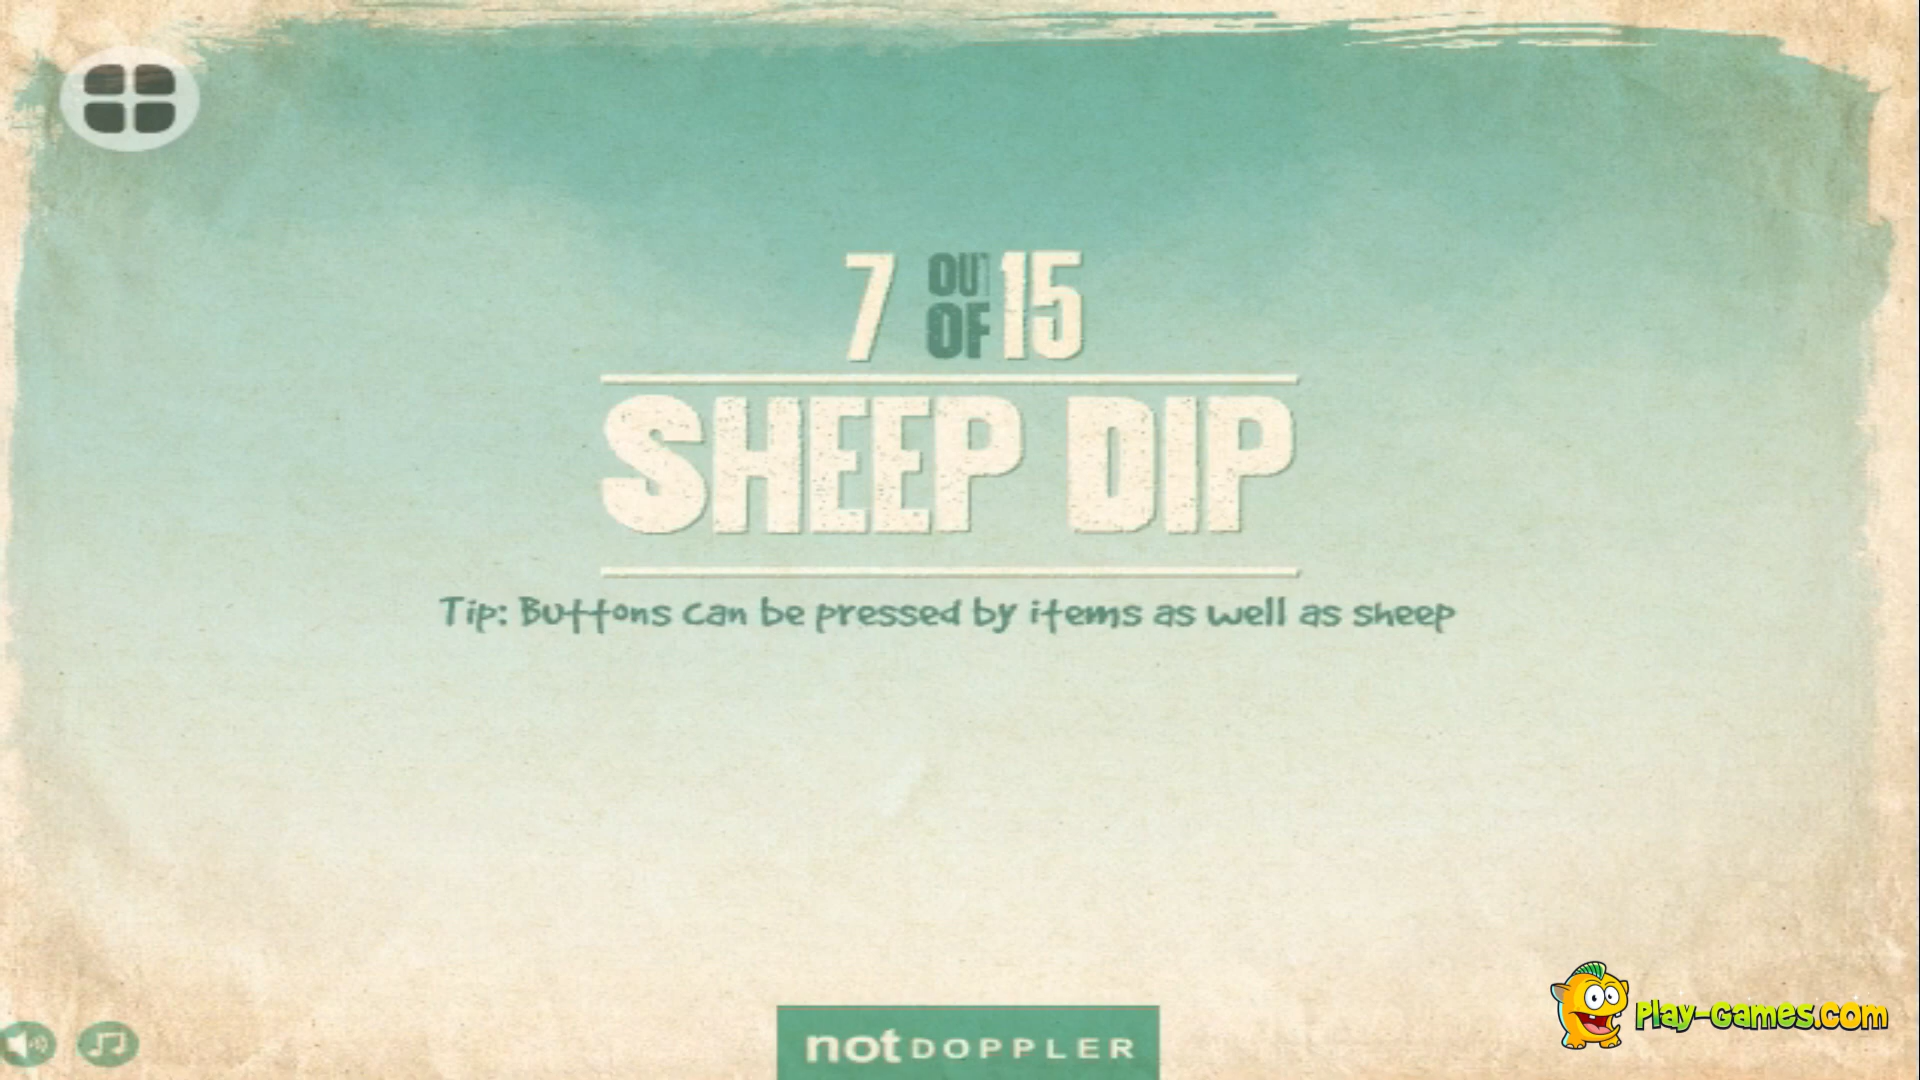 7 OUT OF 15
SHEEP DIP
Tip: Buttons can be pressed by items as well as sheep
notDOPPLER
Play-Games.com